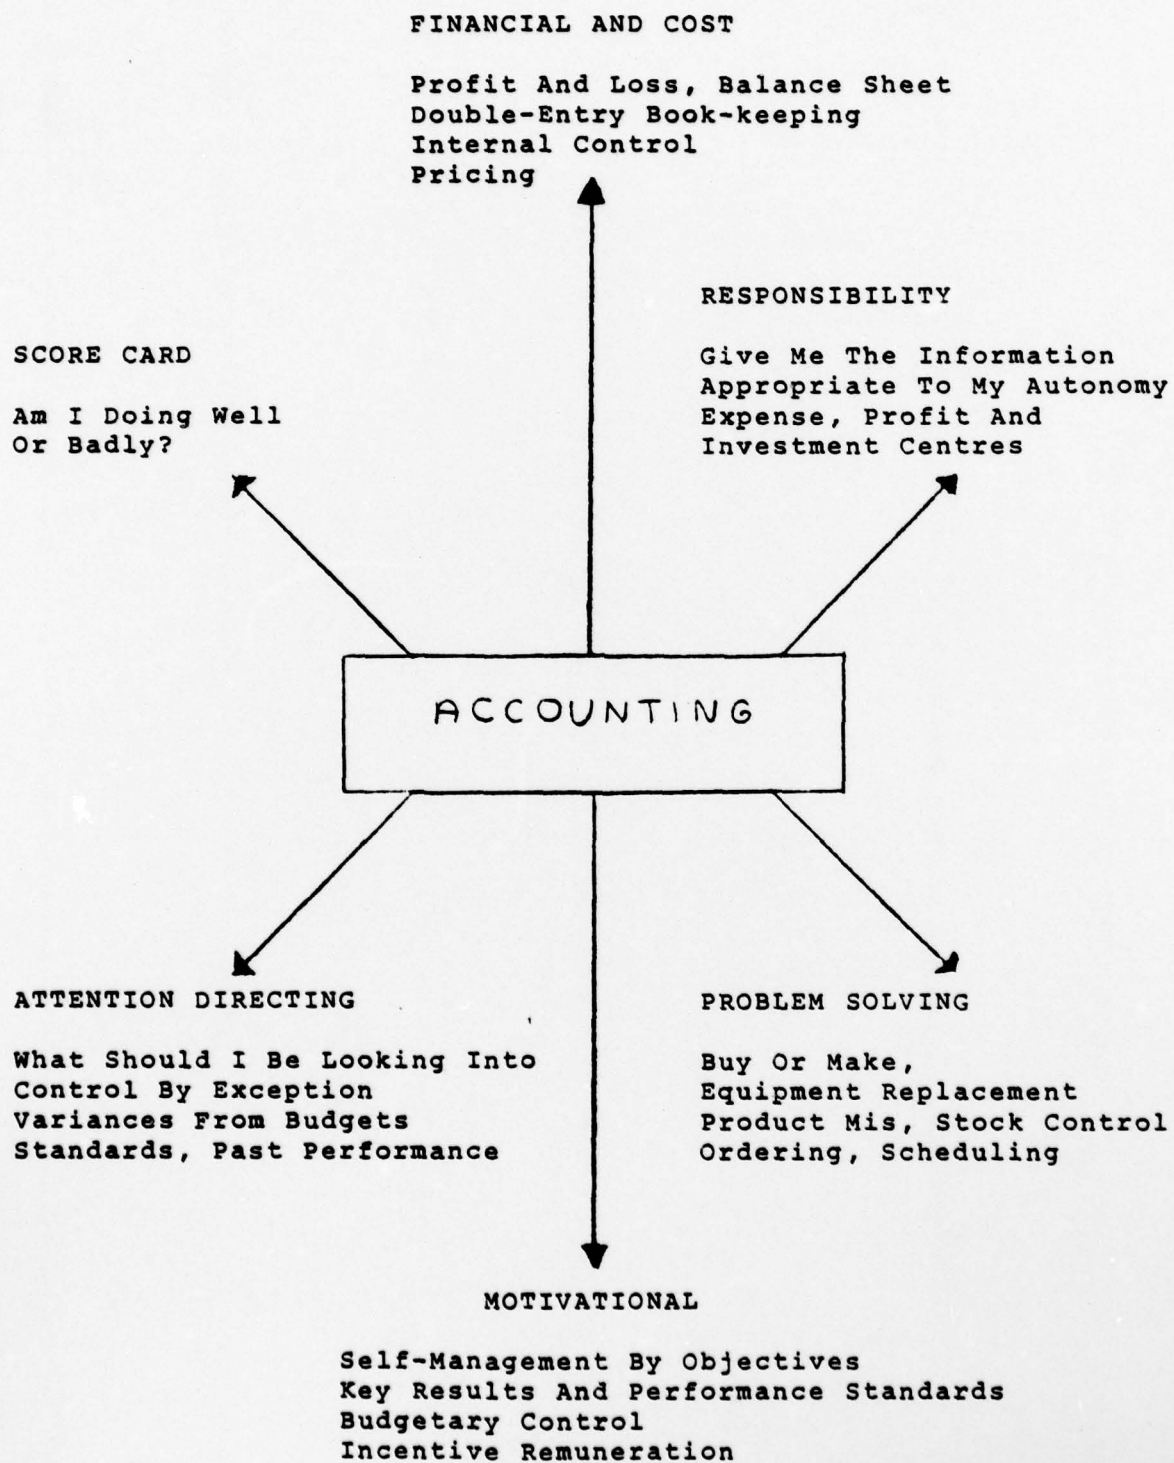 FINANCIAL AND COST
Profit And Loss, Balance Sheet
Double-Entry Book-keeping
Internal Control
Pricing
RESPONSIBILITY
Give Me The Information
Appropriate To My Autonomy
Expense, Profit And
Investment Centres
SCORE CARD
Am I Doing Well
Or Badly?
ACCOUNTING
ATTENTION DIRECTING
What Should I Be Looking Into
Control By Exception
Variances From Budgets
Standards, Past Performance
PROBLEM SOLVING
Buy Or Make,
Equipment Replacement
Product Mis, Stock Control
Ordering, Scheduling
MOTIVATIONAL
Self-Management By Objectives
Key Results And Performance Standards
Budgetary Control
Incentive Remuneration